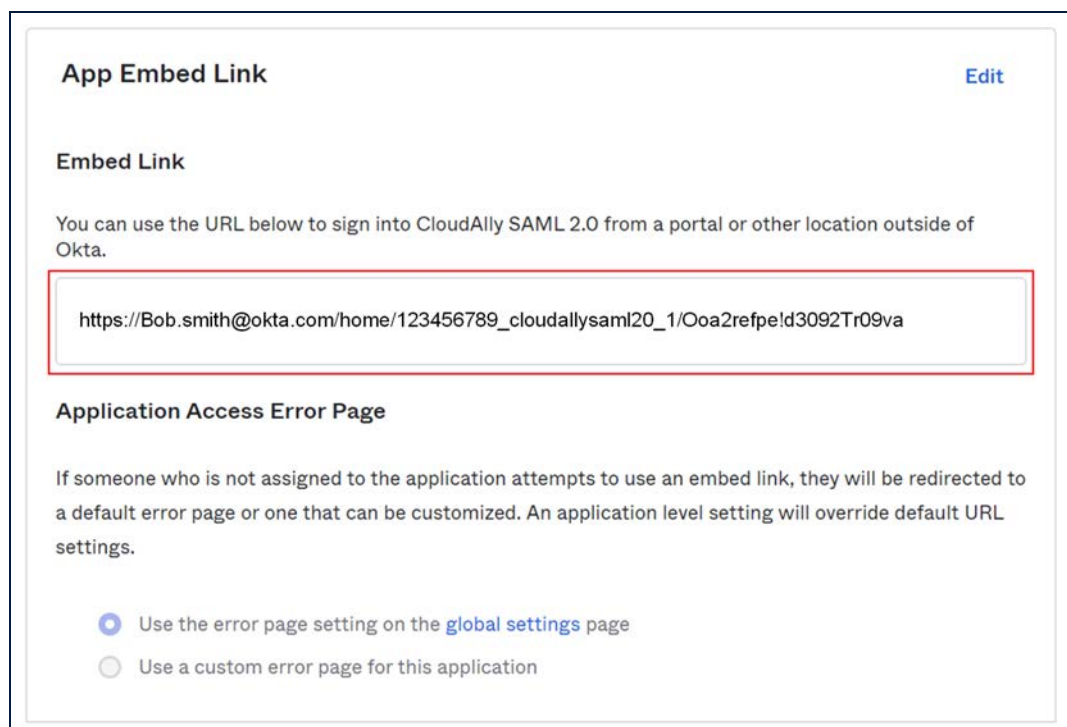 App Embed Link
Edit
Embed Link
You can use the URL below to sign into CloudAlly SAML 2.0 from a portal or other location outside of
Okta.
https://Bob.smith@okta.com/home/123456789_cloudallysaml20_1/Ooa2refpe!d3092Tr09va
Application Access Error Page
If someone who is not assigned to the application attempts to use an embed link, they will be redirected to
a default error page or one that can be customized. An application level setting will override default URL
settings.
Use the error page setting on the global settings page
Use a custom error page for this application